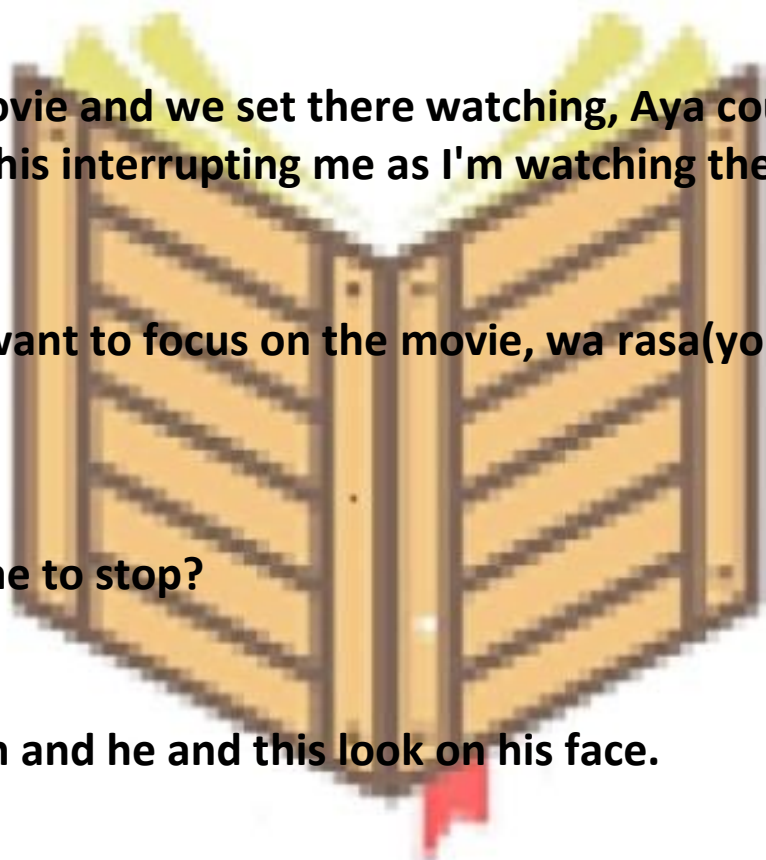 ovie and we set there watching, Aya cou
his interrupting me as I'm watching the
want to focus on the movie, wa rasa(yo
ne to stop?
and he and this look on his face.